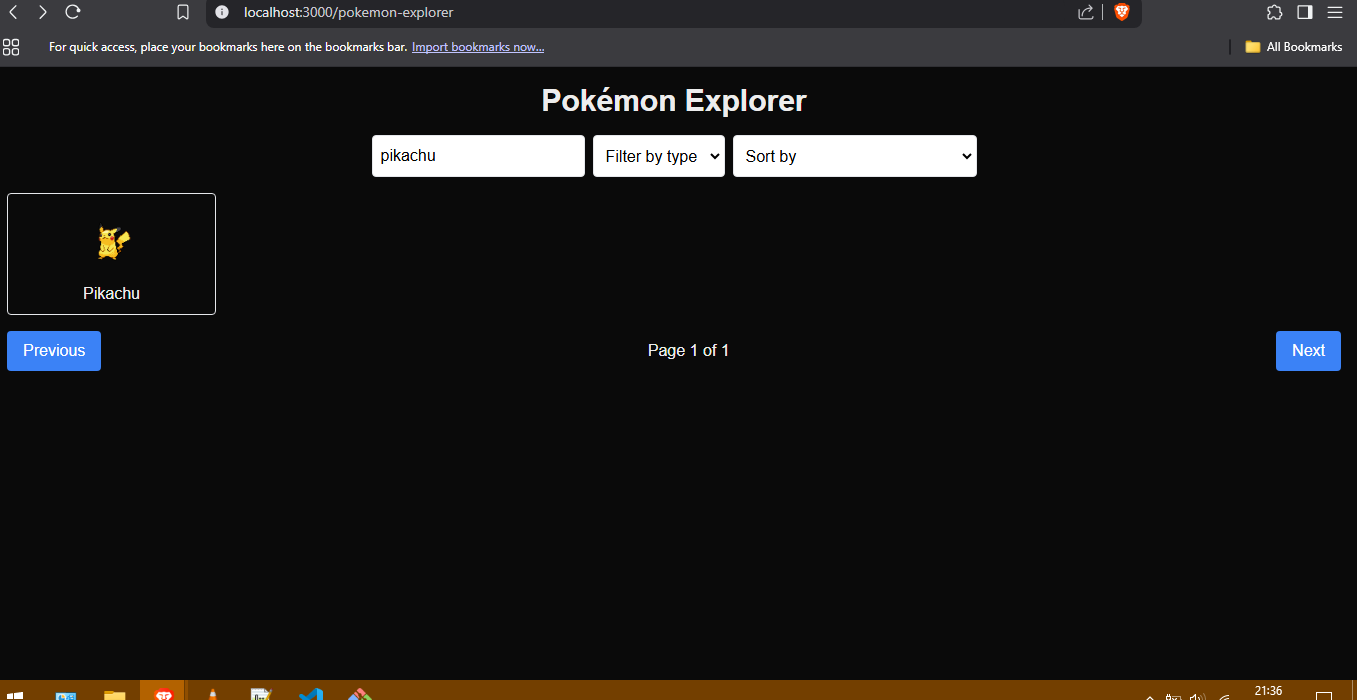 localhost:3000/pokemon-explorer
For quick access, place your bookmarks here on the bookmarks bar. Import bookmarks now...
All Bookmarks
Pokémon Explorer
pikachu
Filter by type
Sort by
Pikachu
Previous
Page 1 of 1
Next
21:36